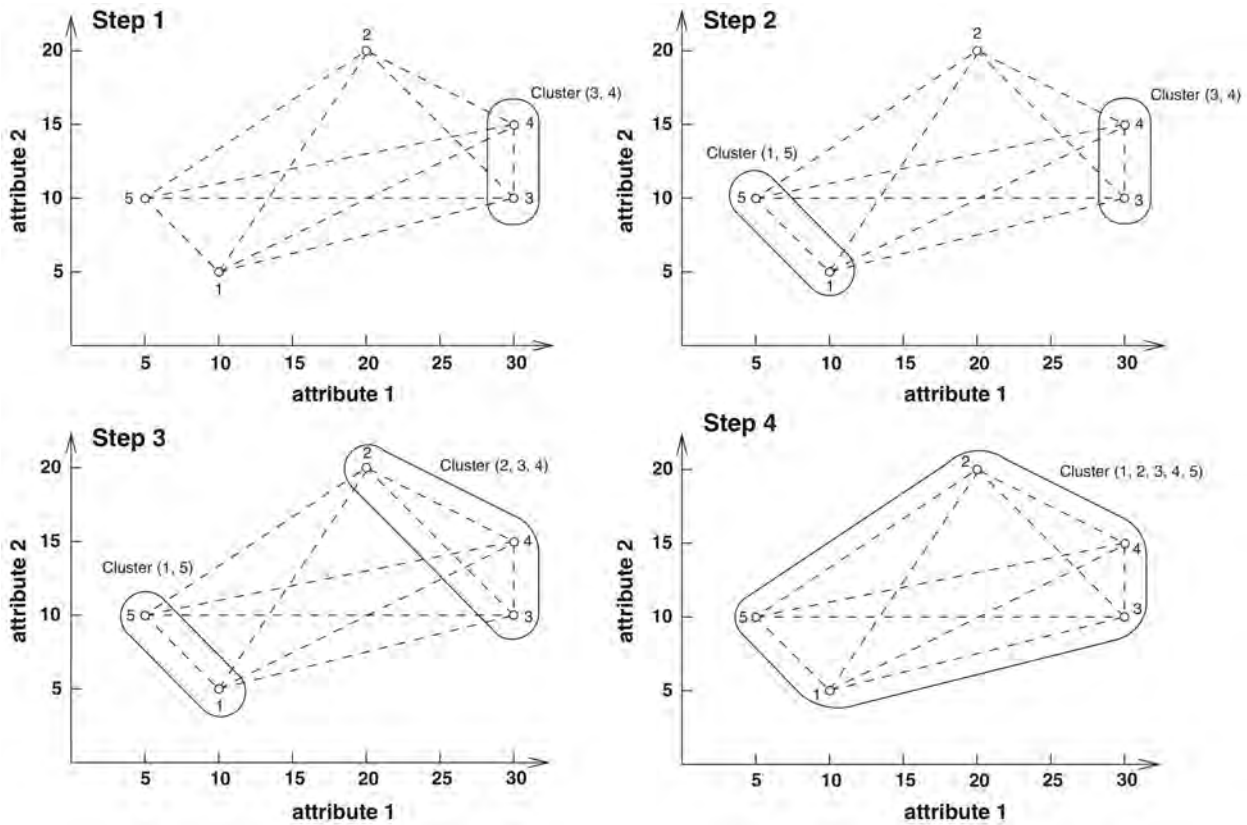 Step 1
2
20
Cluster (3, 4)
4
15
attribute 2
5
10
3
5
1
5 10 15 20 25 30
attribute 1
Step 2
2
20
Cluster (3, 4)
4
15
Cluster (1, 5)
attribute 2
5
10
3
5
1
5 10 15 20 25 30
attribute 1
Step 3
2
20
Cluster (2, 3, 4)
4
15
Cluster (1, 5)
attribute 2
5
10
3
5
1
5 10 15 20 25 30
attribute 1
Step 4
2
20
Cluster (1, 2, 3, 4, 5)
15
4
attribute 2
3
5
10
5
1
5 10 15 20 25 30
attribute 1